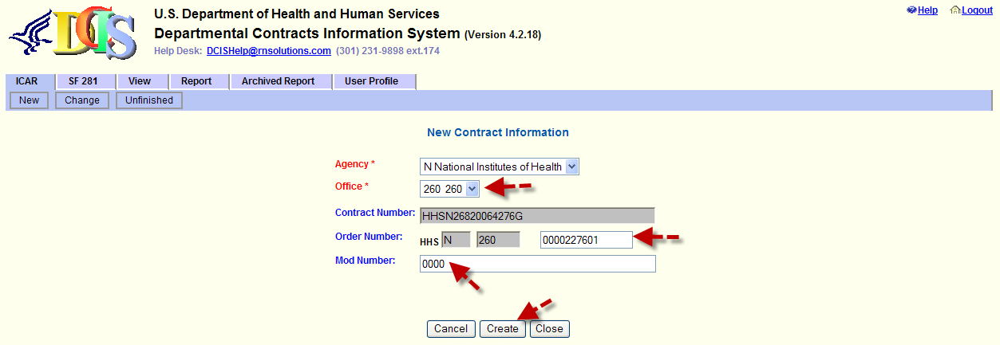 DCIS
U.S. Department of Health and Human Services
Help Logout
Departmental Contracts Information System (Version 4.2.18)
Help Desk: DCISHelp@rnsolutions.com (301) 231-9898 ext.174
ICAR SF 281 View Report Archived Report User Profile
New Change Unfinished
New Contract Information
Agency * N National Institutes of Health
Office * 260 260
Contract Number: HHSN26820064276G
Order Number: HHS N 260 0000227601
Mod Number: 0000
Cancel Create Close